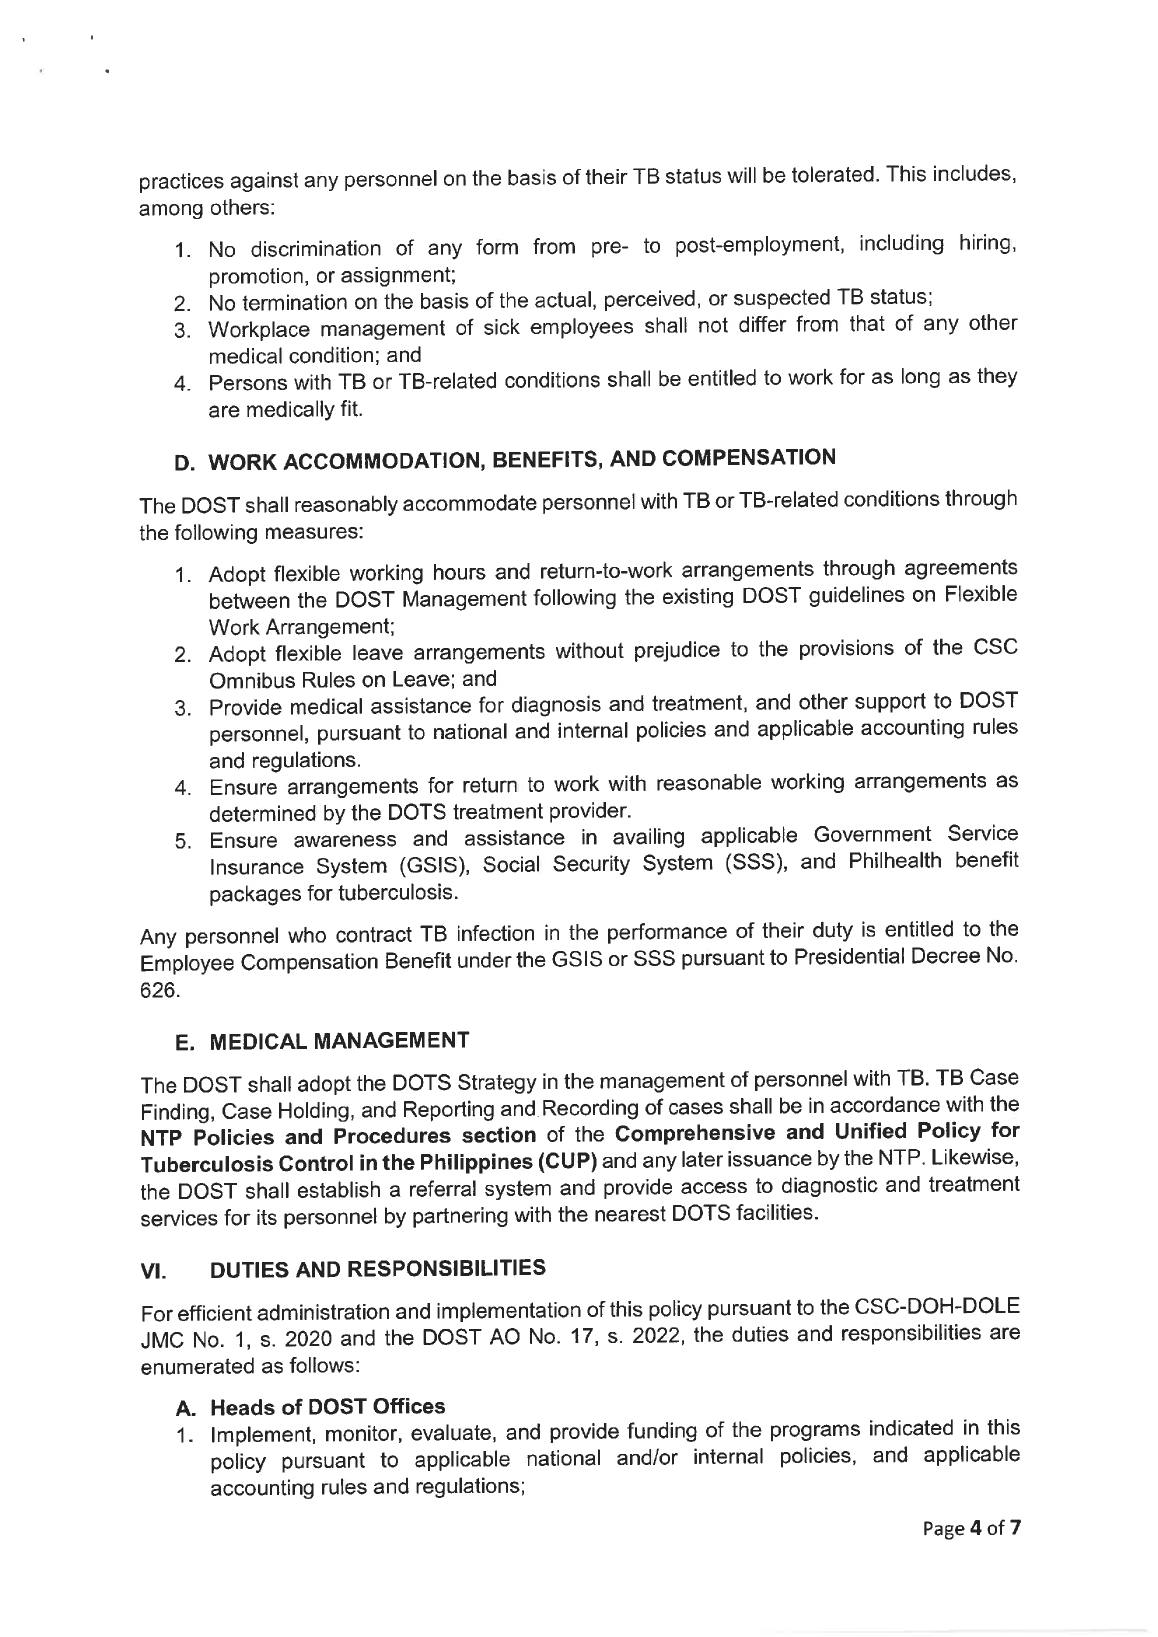 practices against any personnel on the basis of their TB status will be tolerated. This includes,
among others:
1. No discrimination of any form from pre- to post-employment, including hiring,
promotion, or assignment;
2. No termination on the basis of the actual, perceived, or suspected TB status;
3. Workplace management of sick employees shall not differ from that of any other
medical condition; and
4. Persons with TB or TB-related conditions shall be entitled to work for as long as they
are medically fit.
D. WORK ACCOMMODATION, BENEFITS, AND COMPENSATION
The DOST shall reasonably accommodate personnel with TB or TB-related conditions through
the following measures:
1. Adopt flexible working hours and return-to-work arrangements through agreements
between the DOST Management following the existing DOST guidelines on Flexible
Work Arrangement;
2. Adopt flexible leave arrangements without prejudice to the provisions of the CSC
Omnibus Rules on Leave; and
3. Provide medical assistance for diagnosis and treatment, and other support to DOST
personnel, pursuant to national and internal policies and applicable accounting rules
and regulations.
4. Ensure arrangements for return to work with reasonable working arrangements as
determined by the DOTS treatment provider.
5. Ensure awareness and assistance in availing applicable Government Service
Insurance System (GSIS), Social Security System (SSS), and Philhealth benefit
packages for tuberculosis.
Any personnel who contract TB infection in the performance of their duty is entitled to the
Employee Compensation Benefit under the GSIS or SSS pursuant to Presidential Decree No.
626.
E. MEDICAL MANAGEMENT
The DOST shall adopt the DOTS Strategy in the management of personnel with TB. TB Case
Finding, Case Holding, and Reporting and Recording of cases shall be in accordance with the
NTP Policies and Procedures section of the Comprehensive and Unified Policy for
Tuberculosis Control in the Philippines (CUP) and any later issuance by the NTP. Likewise,
the DOST shall establish a referral system and provide access to diagnostic and treatment
services for its personnel by partnering with the nearest DOTS facilities.
VI. DUTIES AND RESPONSIBILITIES
For efficient administration and implementation of this policy pursuant to the CSC-DOH-DOLE
JMC No. 1, s. 2020 and the DOST AO No. 17, s. 2022, the duties and responsibilities are
enumerated as follows:
A. Heads of DOST Offices
1. Implement, monitor, evaluate, and provide funding of the programs indicated in this
policy pursuant to applicable national and/or internal policies, and applicable
accounting rules and regulations;
Page 4 of 7